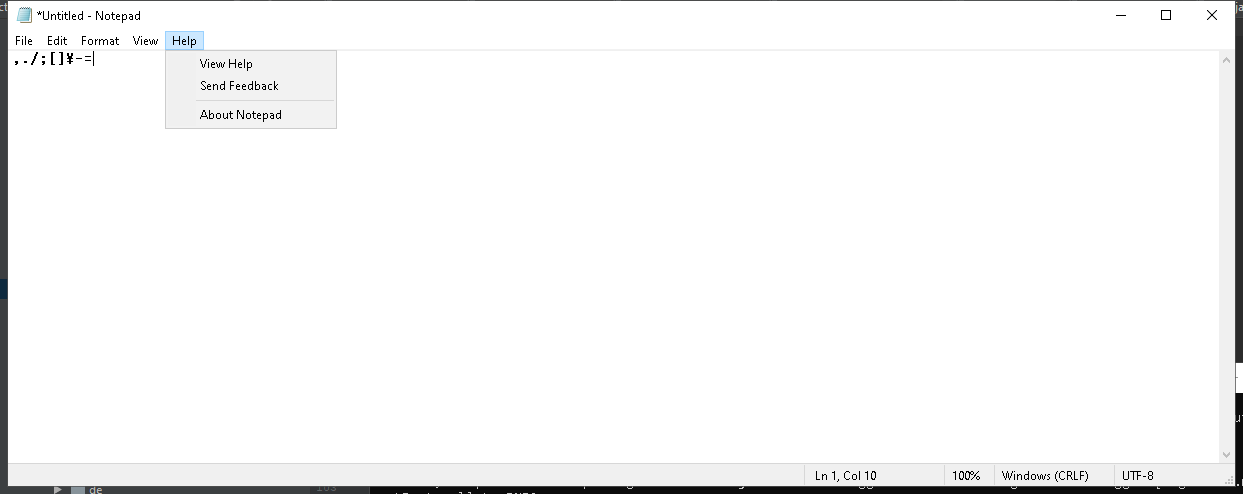 *Untitled - Notepad
File Edit Format View Help
,./;[]¥-=
View Help
Send Feedback
About Notepad
Ln 1, Col 10 100% Windows (CRLF) UTF-8
de